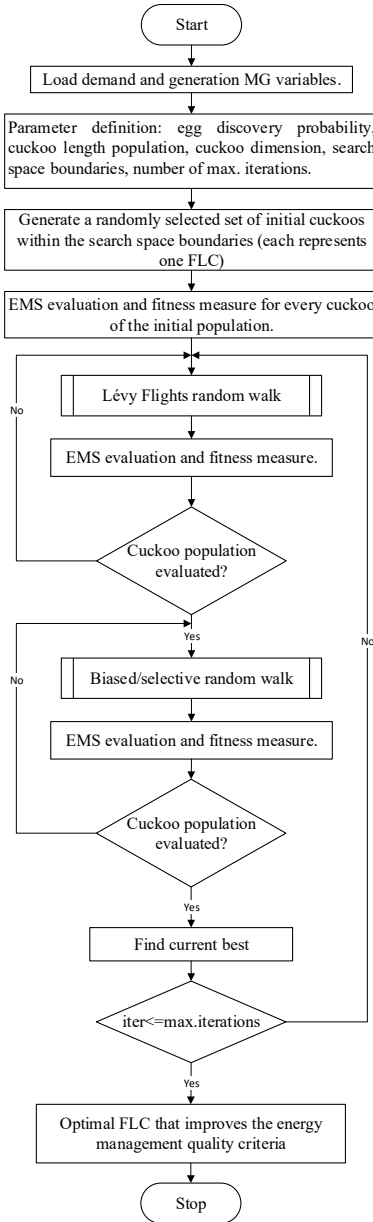 Start
Load demand and generation MG variables.
Parameter definition: egg discovery probability,
cuckoo length population, cuckoo dimension, search
space boundaries, number of max. iterations.
Generate a randomly selected set of initial cuckoos
within the search space boundaries (each represents
one FLC)
EMS evaluation and fitness measure for every cuckoo
of the initial population.
No
Lévy Flights random walk
EMS evaluation and fitness measure.
Cuckoo population
evaluated?
Yes
No
No
Biased/selective random walk
EMS evaluation and fitness measure.
Cuckoo population
evaluated?
Yes
Find current best
iter<=max.iterations
Yes
Optimal FLC that improves the energy
management quality criteria
Stop